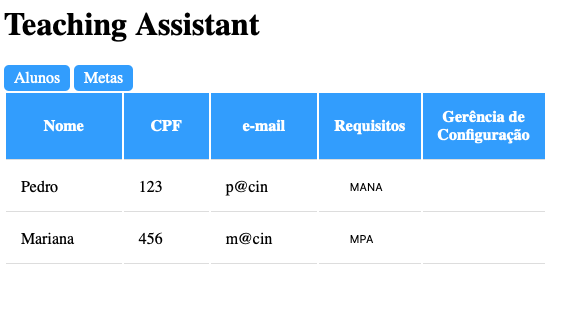 Teaching Assistant
Alunos Metas
Nome CPF e-mail Requisitos Gerência de
Configuração
Pedro 123 p@cin MANA
Mariana 456 m@cin MPA